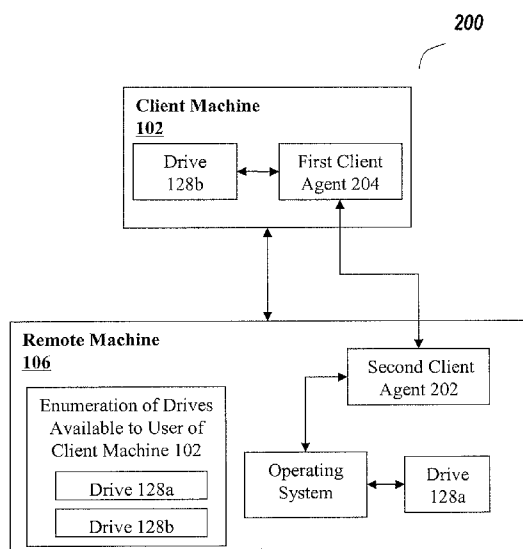 200
Client Machine
102
Drive
128b
First Client
Agent 204
Remote Machine
106
Second Client
Agent 202
Enumeration of Drives
Available to User of
Client Machine 102
Drive 128a
Drive 128b
Operating
System
Drive
128a